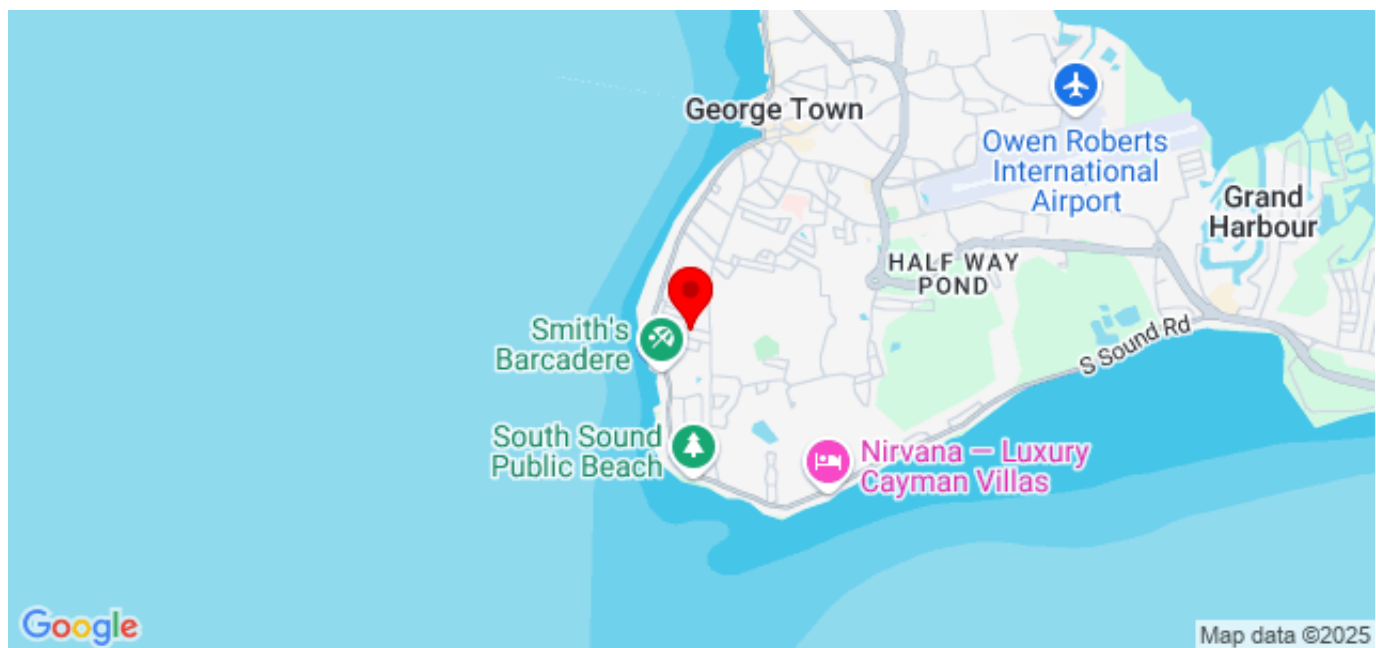 George Town
Owen Roberts
International
Airport
Grand
Harbour
HALF WAY
POND
Smith's
Barcadere
S Sound Rd
South Sound
Public Beach
Nirvana — Luxury
Cayman Villas
Google
Map data ©2025